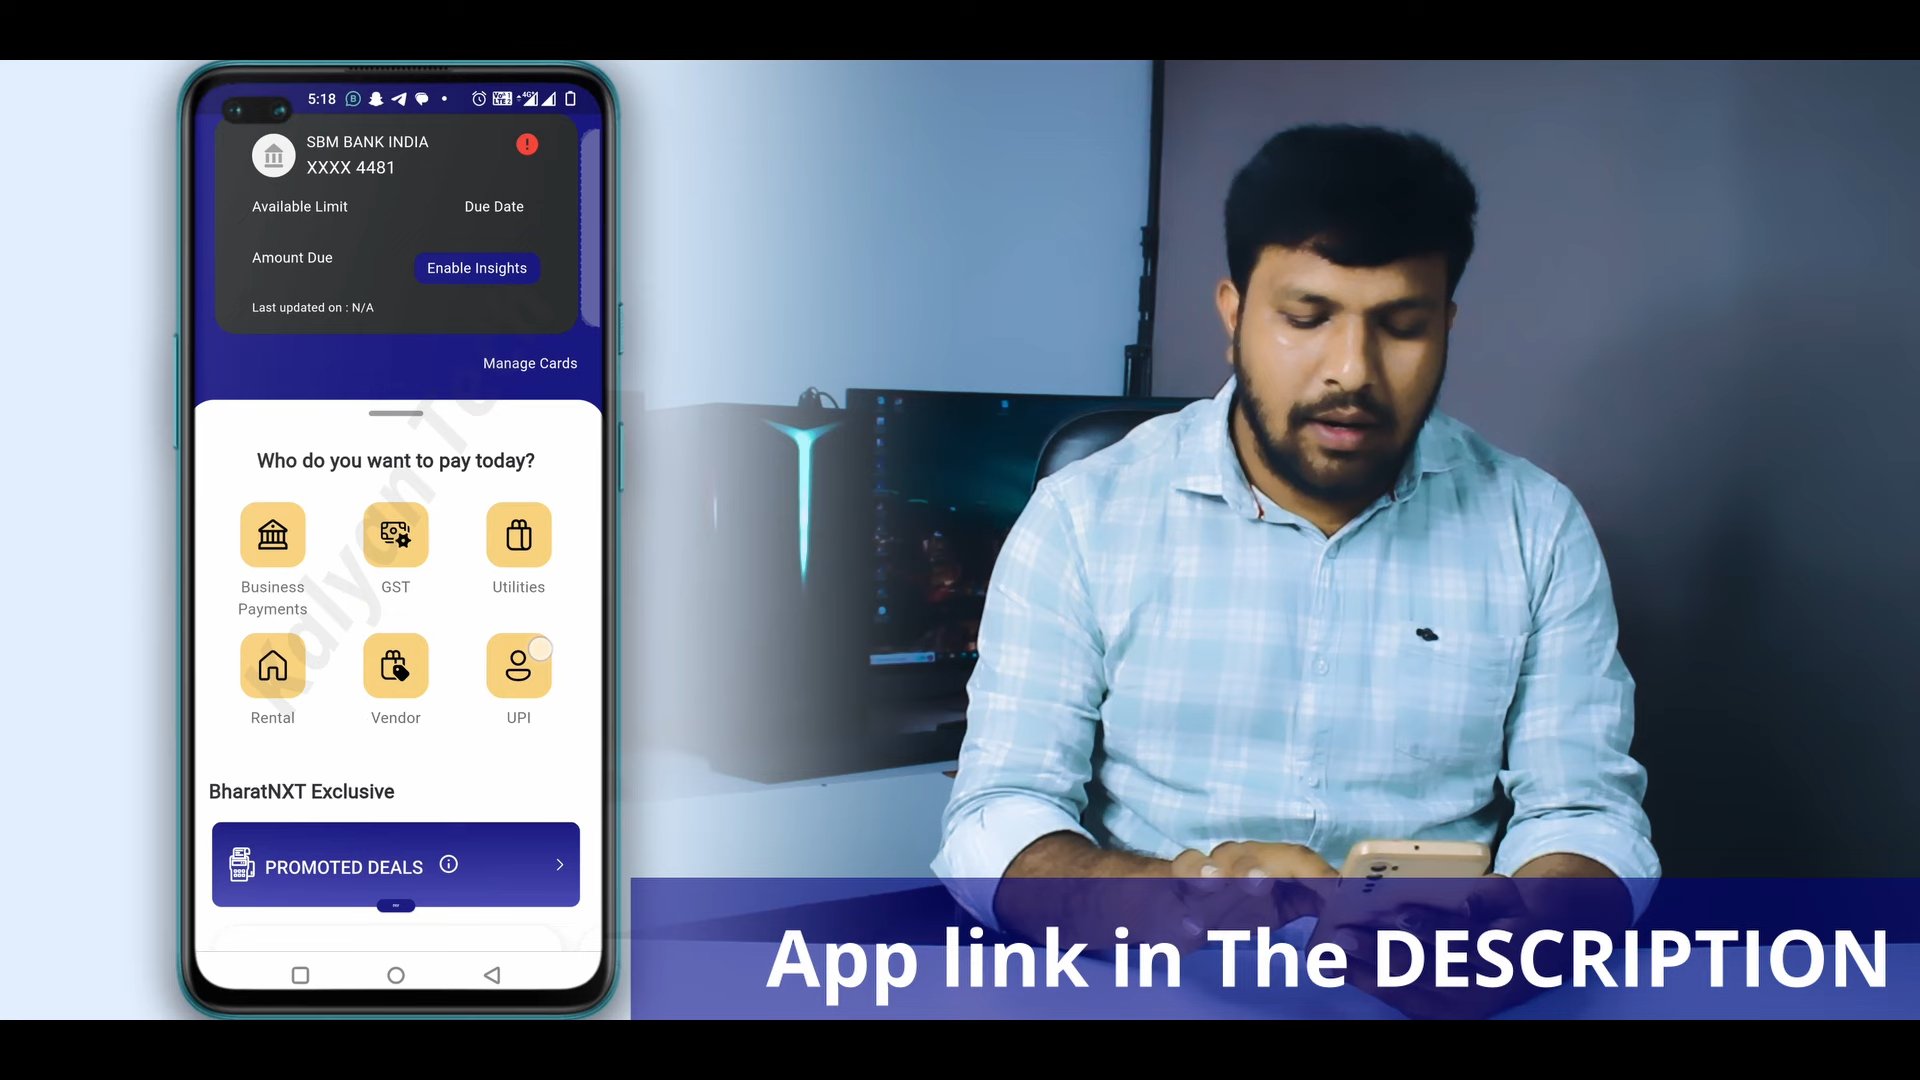 5:18
SBM BANK INDIA
XXXX 4481
Available Limit
Due Date
Amount Due
Enable Insights
Last updated on : N/A
Manage Cards
Who do you want to pay today?
Business
Payments
GST
Utilities
Rental
Vendor
UPI
BharatNXT Exclusive
PROMOTED DEALS
App link in The DESCRIPTION